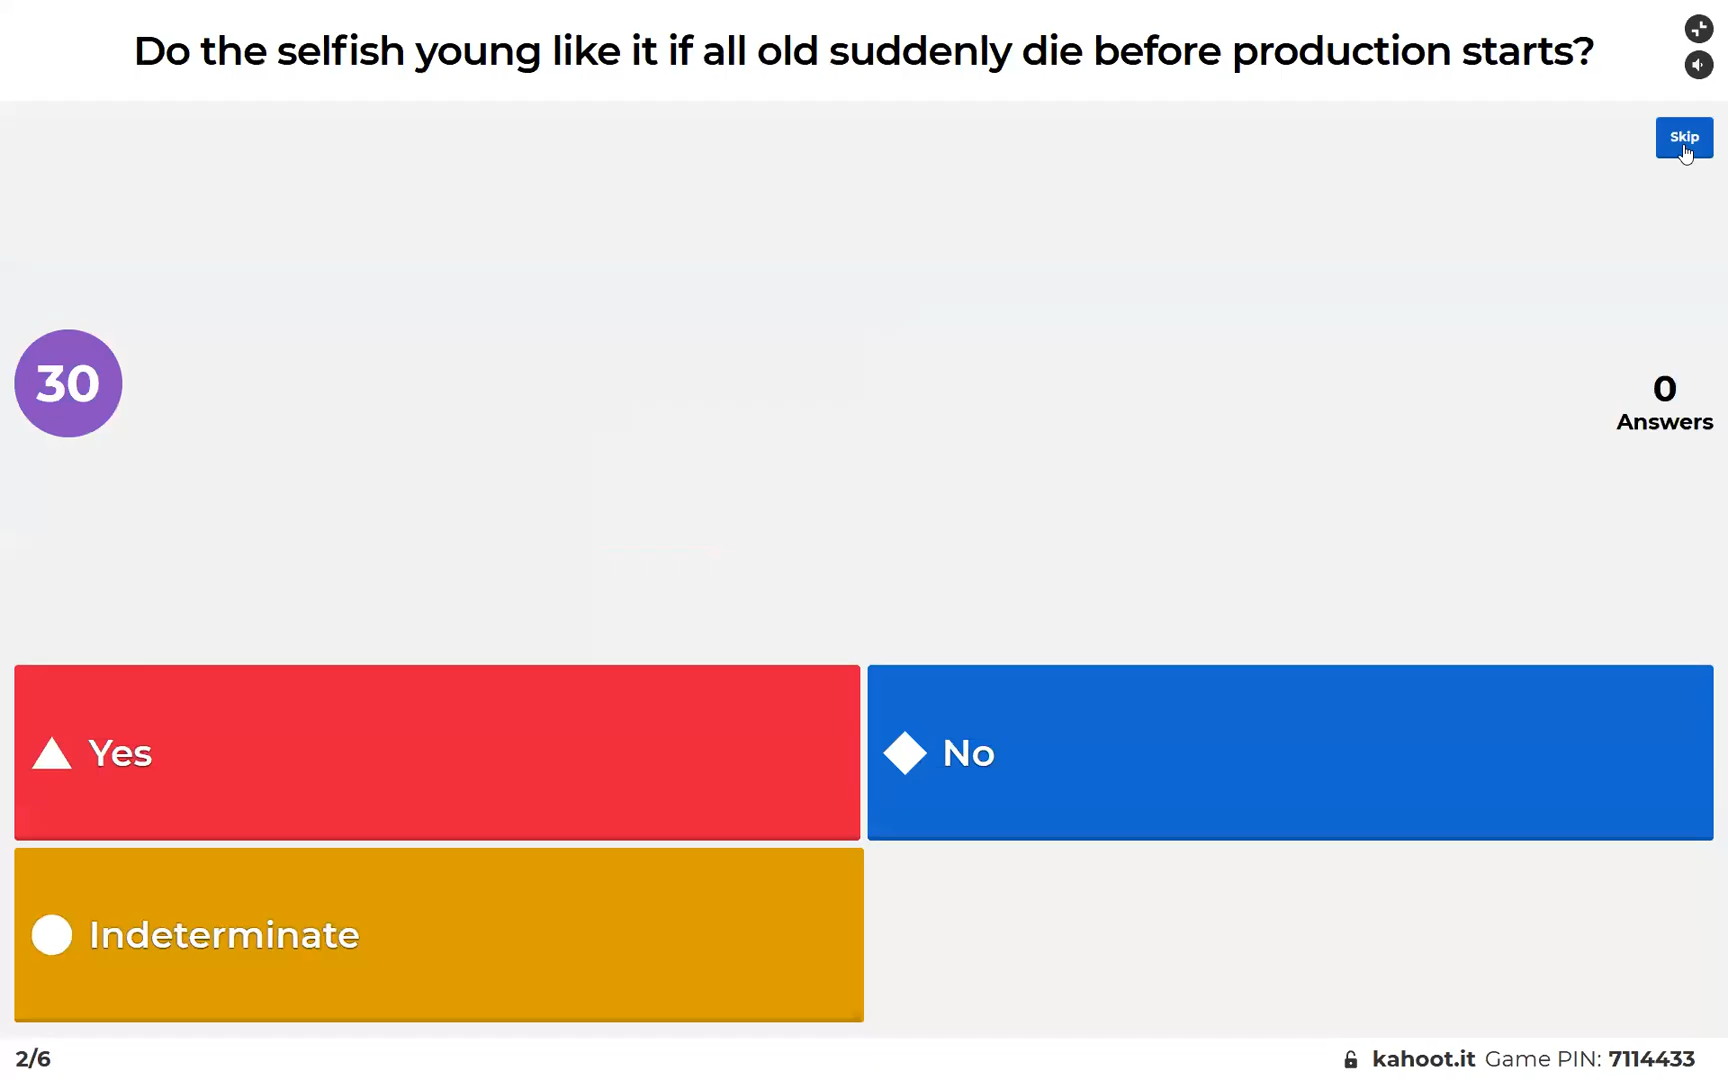 Do the selfish young like it if all old suddenly die before production starts?
Skip
30
0
Answers
Yes
No
Indeterminate
2/6
kahoot.it Game PIN: 7114433